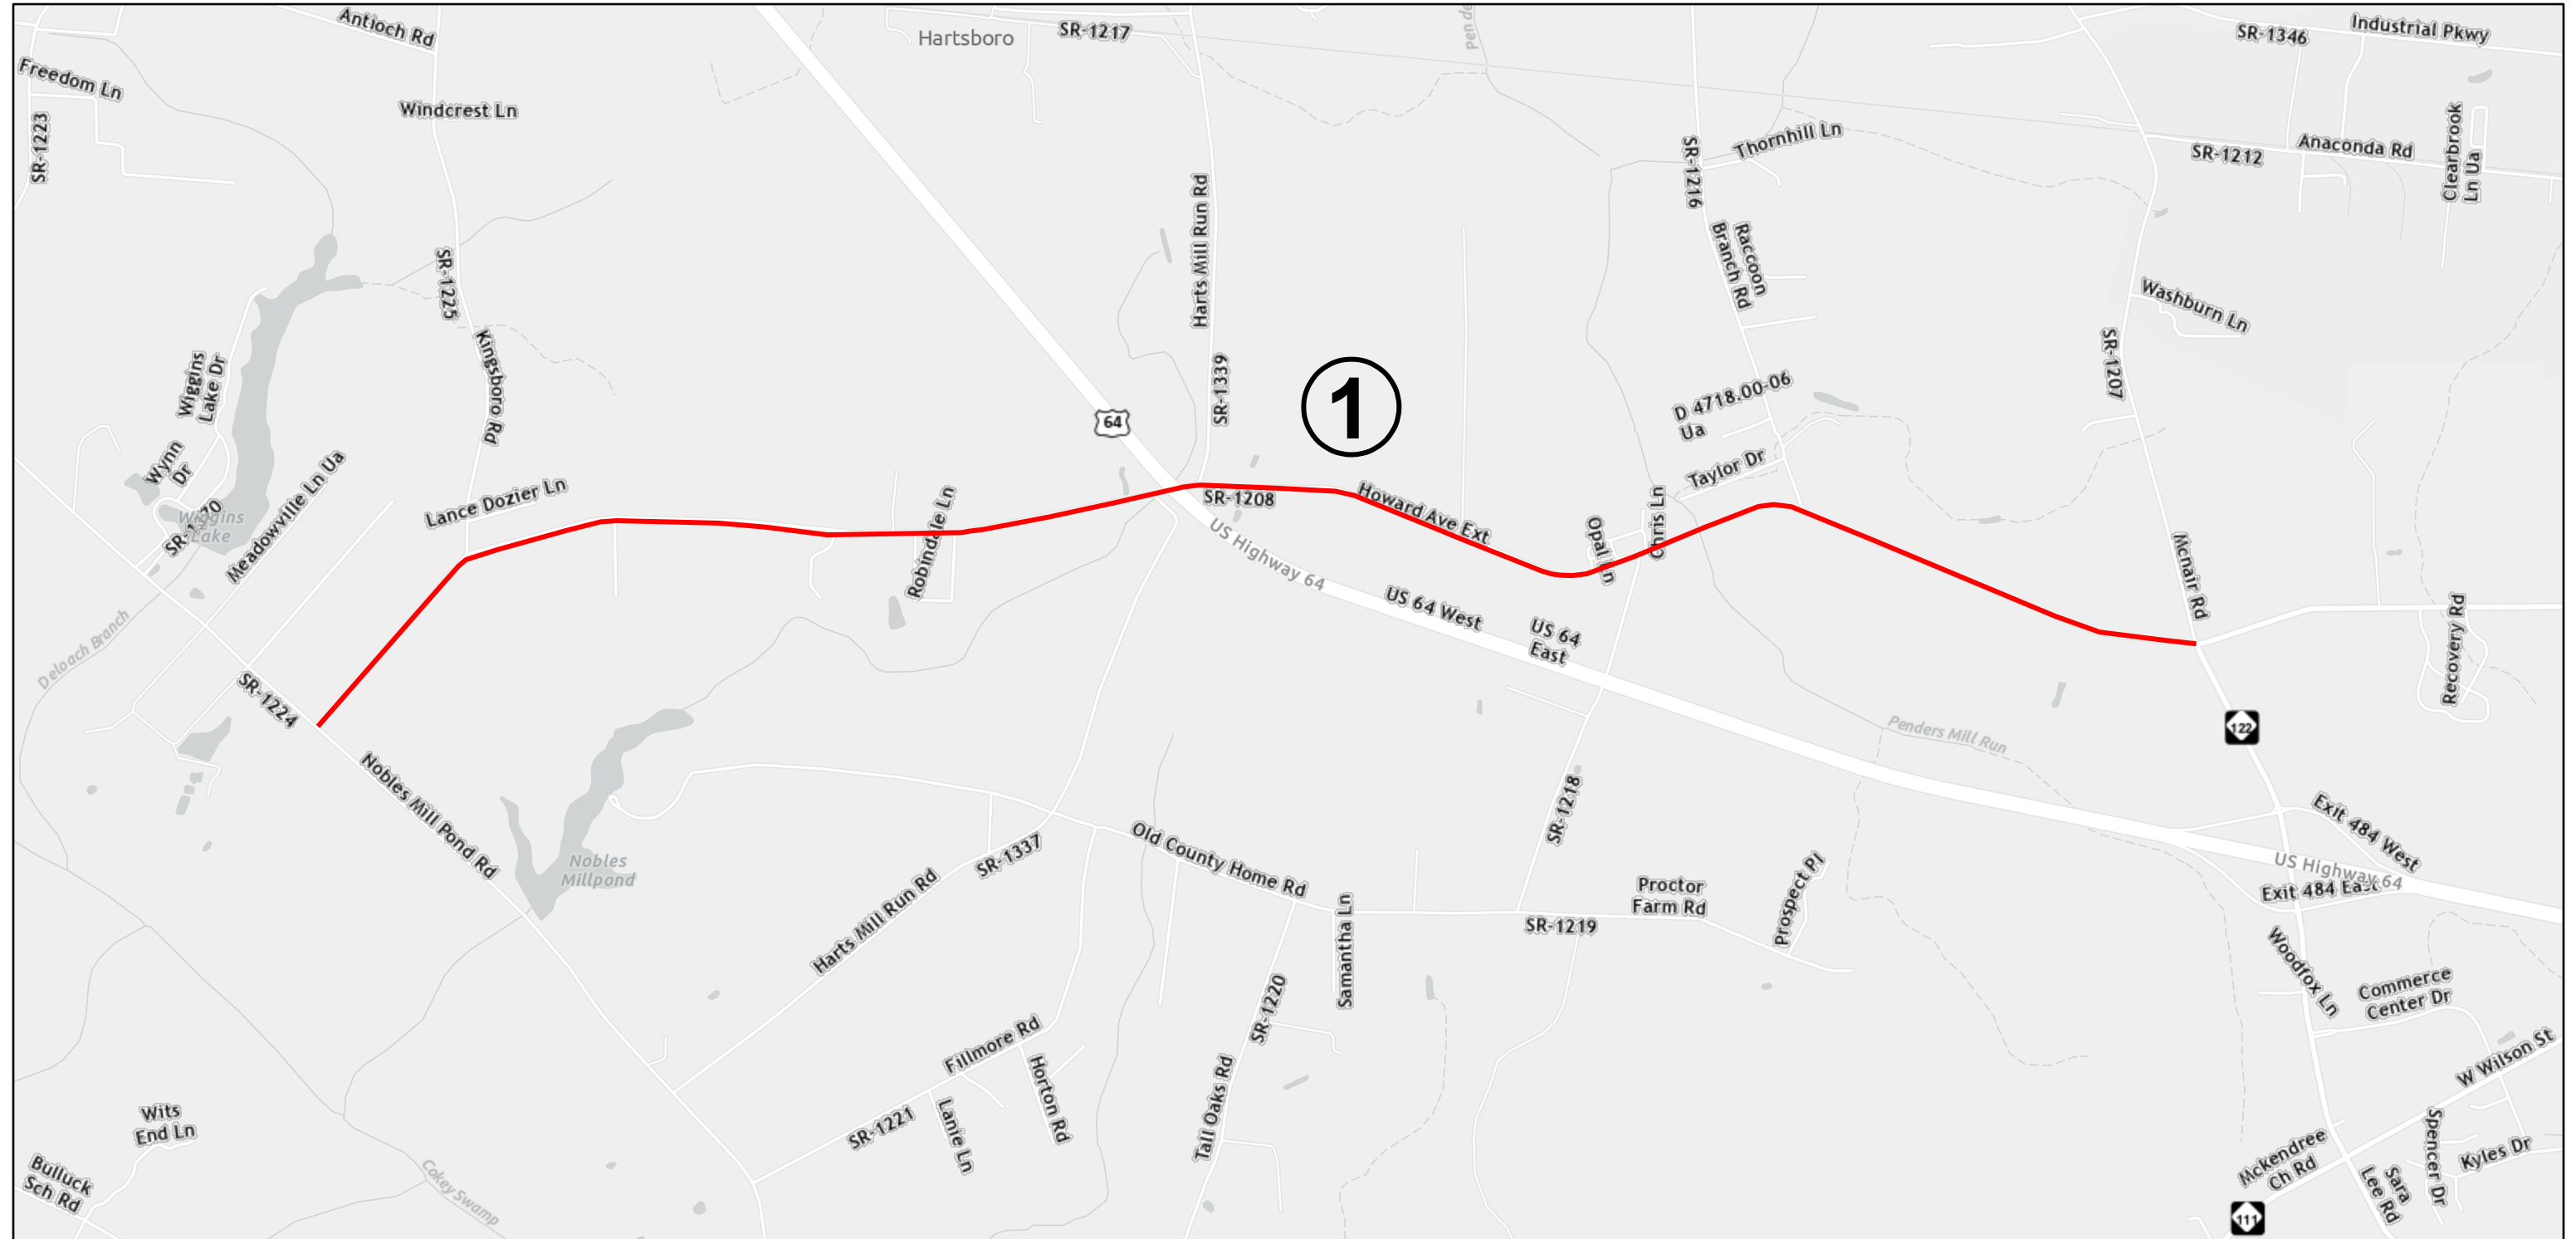 Antioch Rd
Hartsboro
SR-1217
Pen de
SR-1346
Industrial Pkwy
Freedom Ln
Windcrest Ln
SR-1223
SR-1216
Thornhill Ln
SR-1212
Anaconda Rd
Clearbrook
Ln Ua
SR-1225
Harts Mill Run Rd
Raccoon
Branch Rd
Washburn Ln
Kingsboro Rd
Wiggins
Lake Dr
SR-1339
SR-1207
64
1
D 4718.00-06
Ua
Wynn
Dr
Meadowville Ln Ua
Lance Dozier Ln
Robindale Ln
SR-1208
Howard Ave Ext
Taylor Dr
Chris Ln
Opal Ln
Wiggins
Lake
US Highway 64
US 64 West
US 64
East
Mcnair Rd
Recovery Rd
Deloach Branch
SR-1224
Nobles Mill Pond Rd
Penders Mill Run
122
SR-1218
Exit 484 West
US Highway 64
Exit 484 East
Nobles
Millpond
Harts Mill Run Rd
SR-1337
Old County Home Rd
Samantha Ln
SR-1219
Proctor
Farm Rd
Prospect Pl
Woodfox Ln
Commerce
Center Dr
SR-1220
Tall Oaks Rd
Fillmore Rd
Horton Rd
Lanie Ln
SR-1221
W Wilson St
Wits
End Ln
Bulluck
Sch Rd
Cokey Swamp
Mckendree
Ch Rd
Sara
Lee Rd
Spencer Dr
Kyles Dr
111